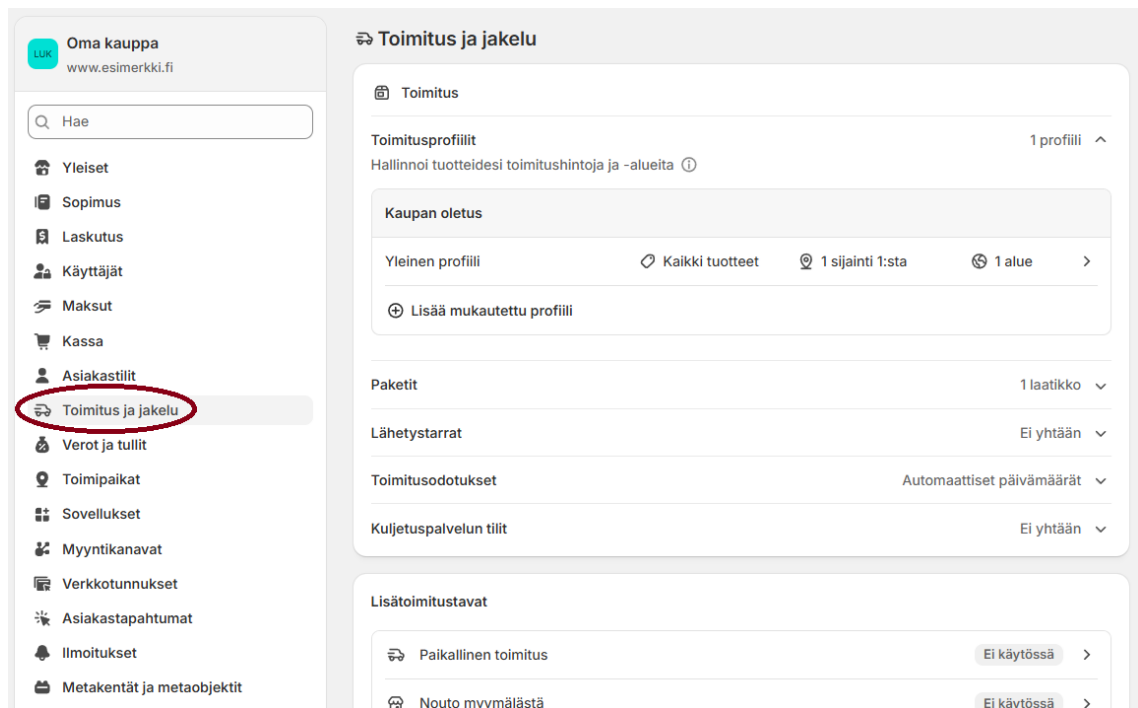 LUK
Oma kauppa
www.esimerkki.fi
Hae
Yleiset
Sopimus
Laskutus
Käyttäjät
Maksut
Kassa
Asiakastilit
Toimitus ja jakelu
Verot ja tullit
Toimipaikat
Sovellukset
Myyntikanavat
Verkkotunnukset
Asiakastapahtumat
Ilmoitukset
Metakentät ja metaobjektit
Toimitus ja jakelu
Toimitus
Toimitusprofiilit 1 profiili
Hallinnoi tuotteidesi toimitushintoja ja -alueita
Kaupan oletus
Yleinen profiili Kaikki tuotteet 1 sijainti 1:sta 1 alue
Lisää mukautettu profiili
Paketit 1 laatikko
Lähetystarrat Ei yhtään
Toimitusodotukset Automaattiset päivämäärät
Kuljetuspalvelun tilit Ei yhtään
Lisätoimitustavat
Paikallinen toimitus Ei käytössä
Nouto myymälästä Ei käytössä